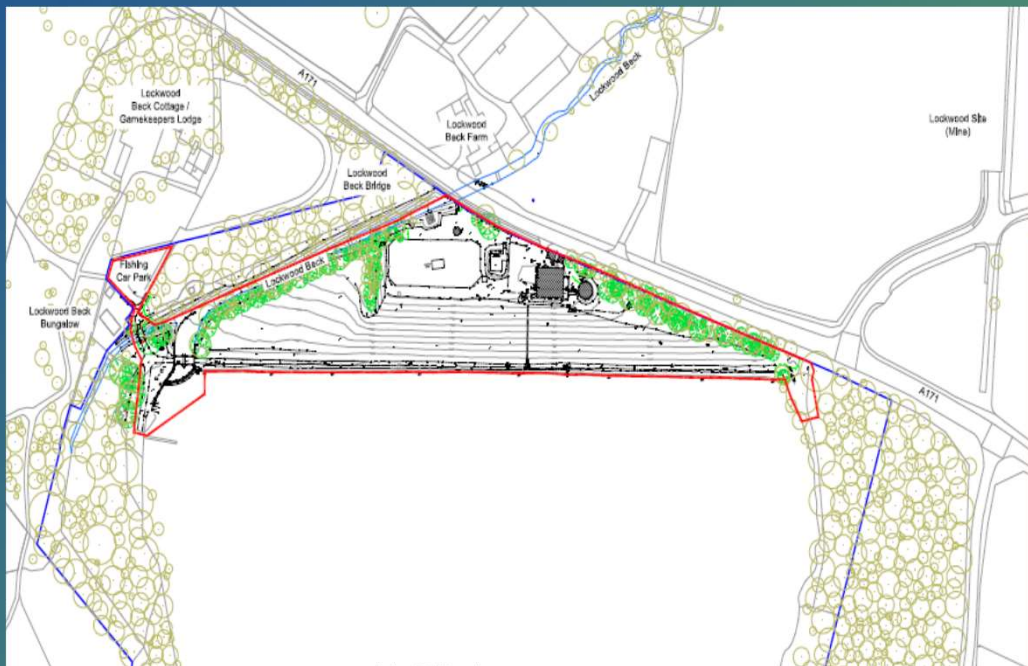 A171
Lockwood
Beck Cottage /
Gamekeepers Lodge
Lockwood Beck
Lockwood
Beck Farm
Lockwood Site
(Mine)
Lockwood
Beck Bridge
Fishing
Car Park
Lockwood Beck
Lockwood Beck
Bungalow
A171